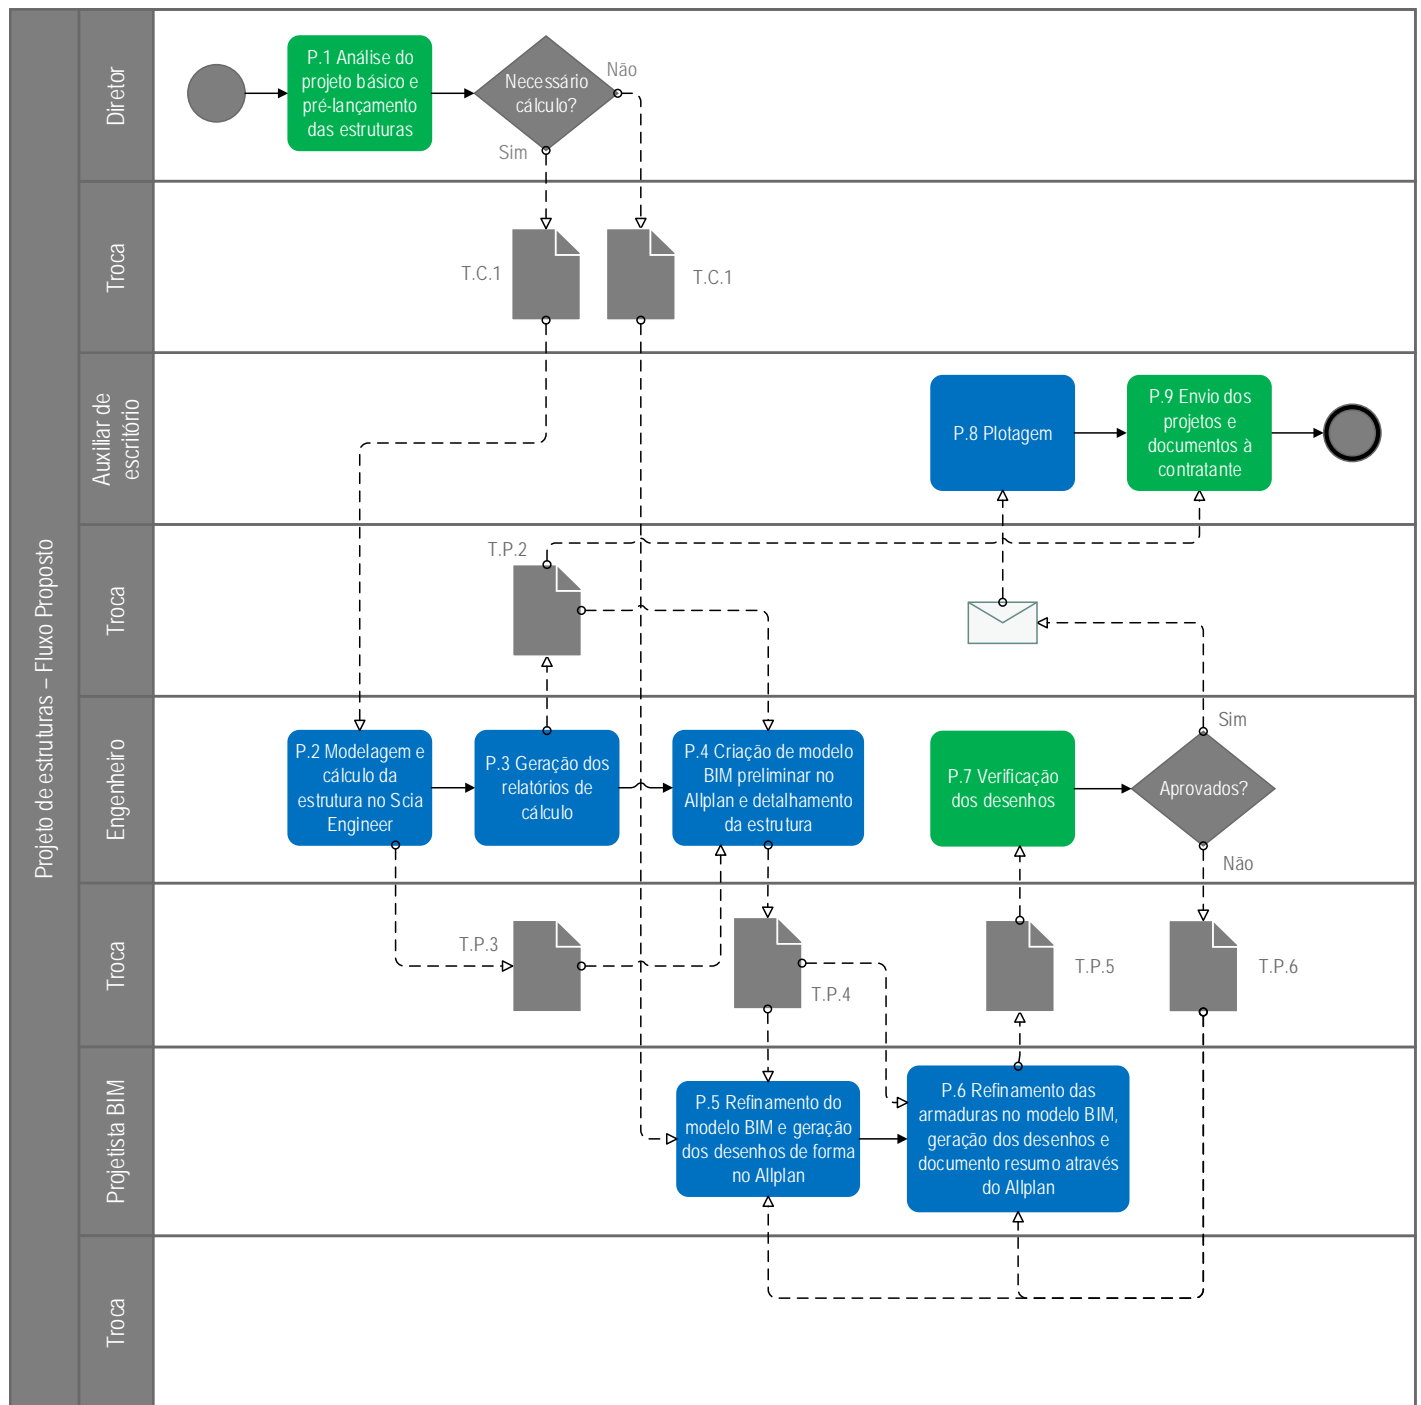 Projeto de estruturas – Fluxo Proposto
Diretor
P.1 Análise do
projeto básico e
pré-lançamento
das estruturas
Necessário
cálculo?
Não
Sim
Troca
T.C.1
T.C.1
Auxiliar de
escritório
P.8 Plotagem
P.9 Envio dos
projetos e
documentos à
contratante
Troca
T.P.2
Engenheiro
P.2 Modelagem e
cálculo da
estrutura no Scia
Engineer
P.3 Geração dos
relatórios de
cálculo
P.4 Criação de modelo
BIM preliminar no
Allplan e detalhamento
da estrutura
P.7 Verificação
dos desenhos
Aprovados?
Sim
Não
Troca
T.P.3
T.P.4
T.P.5
T.P.6
Projetista BIM
P.5 Refinamento do
modelo BIM e geração
dos desenhos de forma
no Allplan
P.6 Refinamento das
armaduras no modelo BIM,
geração dos desenhos e
documento resumo através
do Allplan
Troca